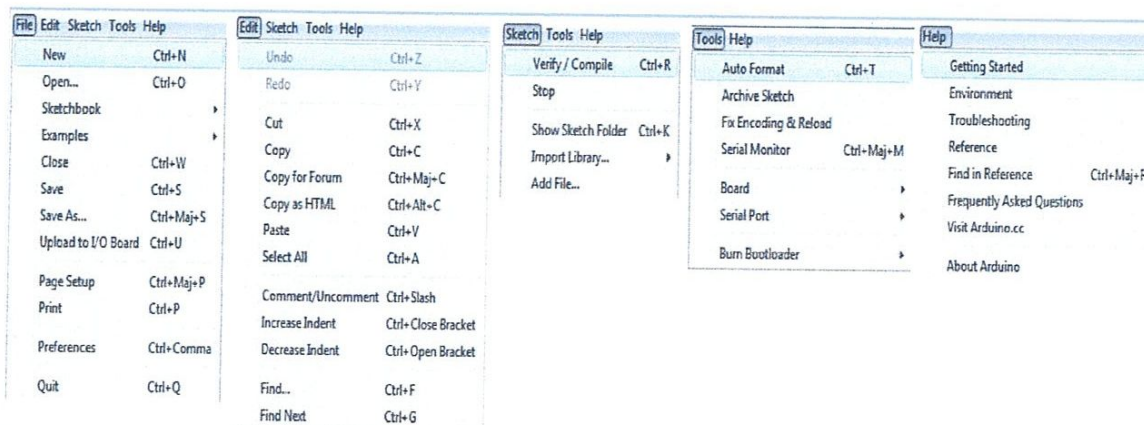 File Edit Sketch Tools Help
New Ctrl+N
Open... Ctrl+O
Sketchbook
Examples
Close Ctrl+W
Save Ctrl+S
Save As... Ctrl+Maj+S
Upload to I/O Board Ctrl+U
Page Setup Ctrl+Maj+P
Print Ctrl+P
Preferences Ctrl+Comma
Quit Ctrl+Q
Edit Sketch Tools Help
Undo Ctrl+Z
Redo Ctrl+Y
Cut Ctrl+X
Copy Ctrl+C
Copy for Forum Ctrl+Maj+C
Copy as HTML Ctrl+Alt+C
Paste Ctrl+V
Select All Ctrl+A
Comment/Uncomment Ctrl+Slash
Increase Indent Ctrl+Close Bracket
Decrease Indent Ctrl+Open Bracket
Find... Ctrl+F
Find Next Ctrl+G
Sketch Tools Help
Verify / Compile Ctrl+R
Stop
Show Sketch Folder Ctrl+K
Import Library...
Add File...
Tools Help
Auto Format Ctrl+T
Archive Sketch
Fix Encoding & Reload
Serial Monitor Ctrl+Maj+M
Board
Serial Port
Burn Bootloader
Help
Getting Started
Environment
Troubleshooting
Reference
Find in Reference Ctrl+Maj+F
Frequently Asked Questions
Visit Arduino.cc
About Arduino